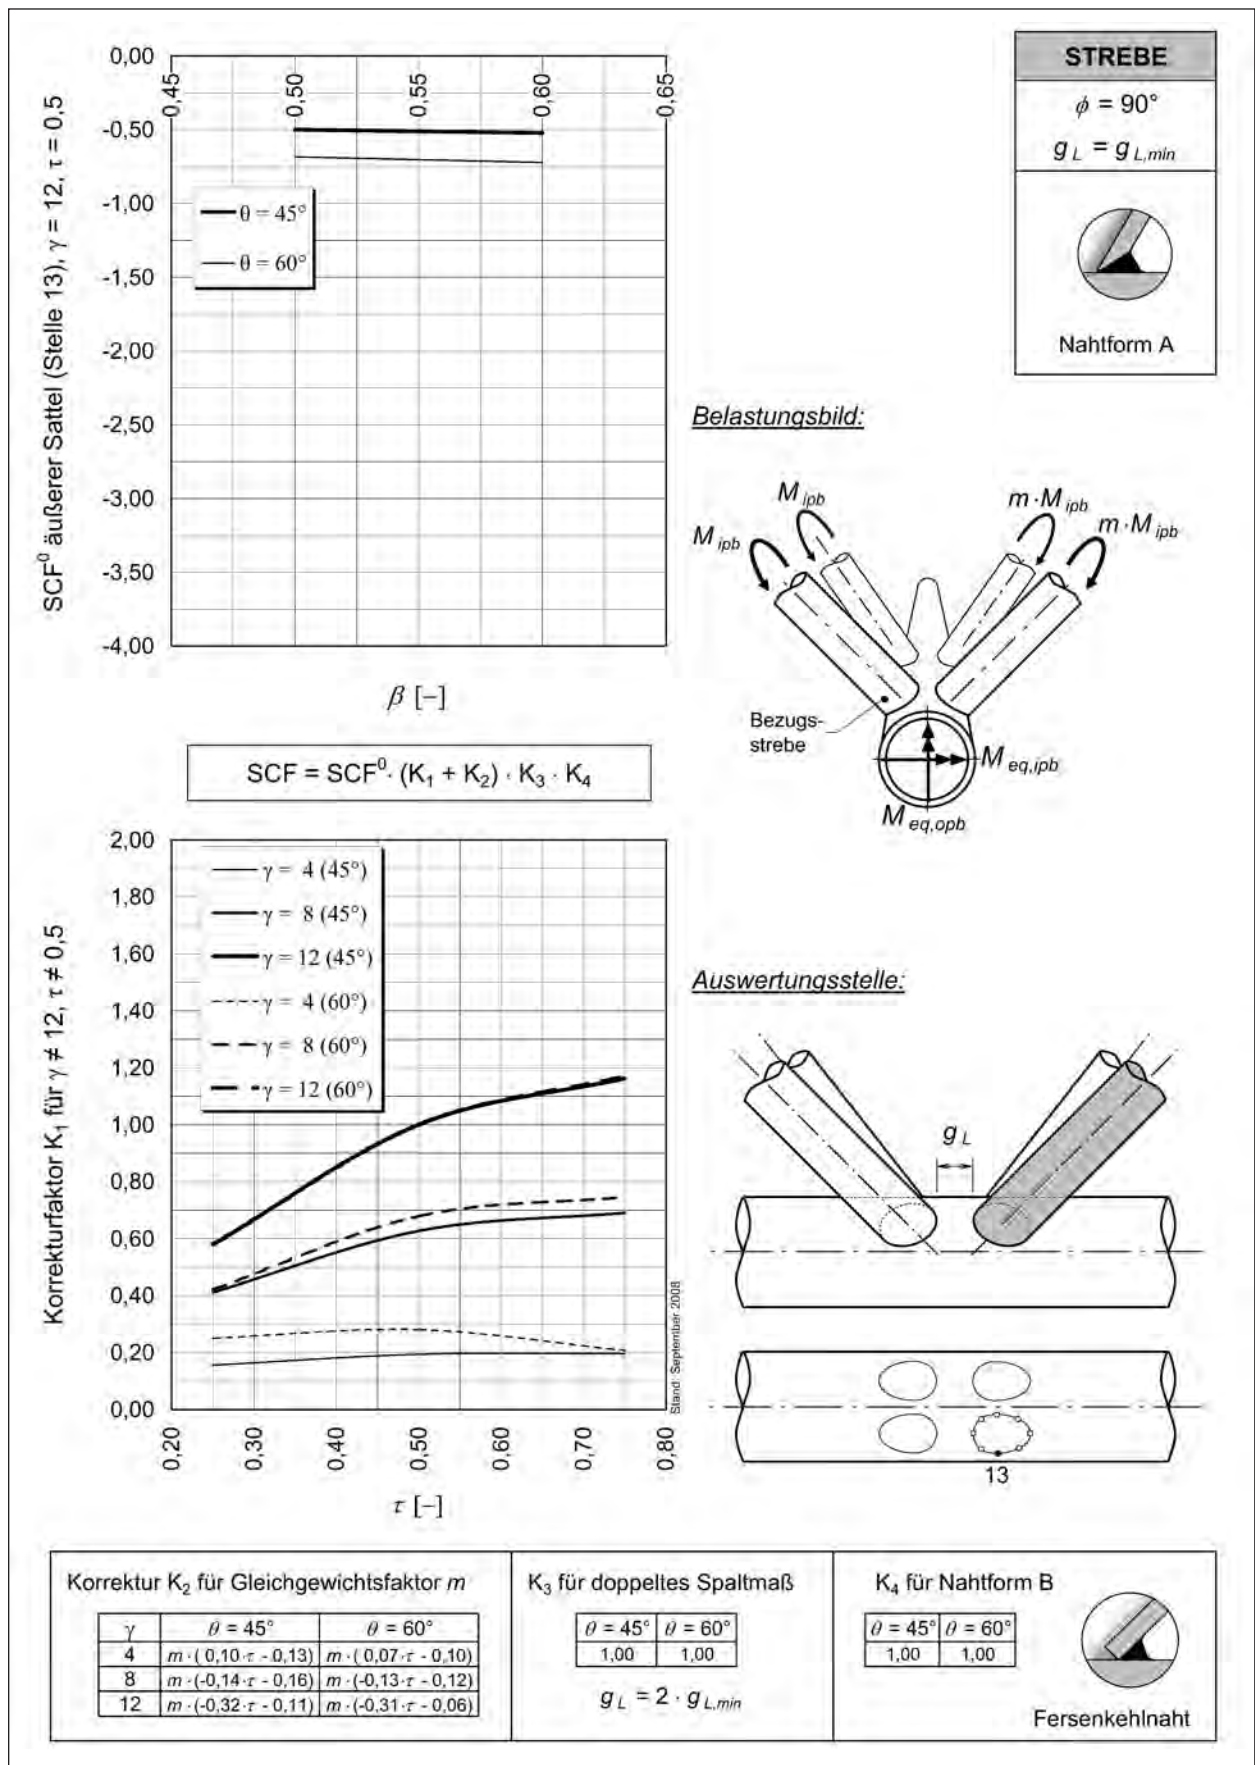 STREBE
ϕ = 90°
g L = g L,min
Nahtform A
SCF⁰ äußerer Sattel (Stelle 13), γ = 12, τ = 0,5
0,00
-0,50
-1,00
-1,50
-2,00
-2,50
-3,00
-3,50
-4,00
0,45
0,50
0,55
0,60
0,65
θ = 45°
θ = 60°
β [–]
Belastungsbild:
M ipb
M ipb
m·M ipb
m·M ipb
Bezugs-
strebe
M eq,ipb
M eq,opb
SCF = SCF⁰· (K₁ + K₂) · K₃ · K₄
Korrekturfaktor K₁ für γ ≠ 12, τ ≠ 0,5
2,00
1,80
1,60
1,40
1,20
1,00
0,80
0,60
0,40
0,20
0,00
γ = 4 (45°)
γ = 8 (45°)
γ = 12 (45°)
γ = 4 (60°)
γ = 8 (60°)
γ = 12 (60°)
0,20
0,30
0,40
0,50
0,60
0,70
0,80
τ [–]
Stand: September 2008
Auswertungsstelle:
g L
13
Korrektur K₂ für Gleichgewichtsfaktor m
γ θ = 45° θ = 60°
4 m·( 0,10·τ - 0,13) m·( 0,07·τ - 0,10)
8 m·(-0,14·τ - 0,16) m·(-0,13·τ - 0,12)
12 m·(-0,32·τ - 0,11) m·(-0,31·τ - 0,06)
K₃ für doppeltes Spaltmaß
θ = 45° θ = 60°
1,00 1,00
g L = 2 · g L,min
K₄ für Nahtform B
θ = 45° θ = 60°
1,00 1,00
Fersenkehlnaht